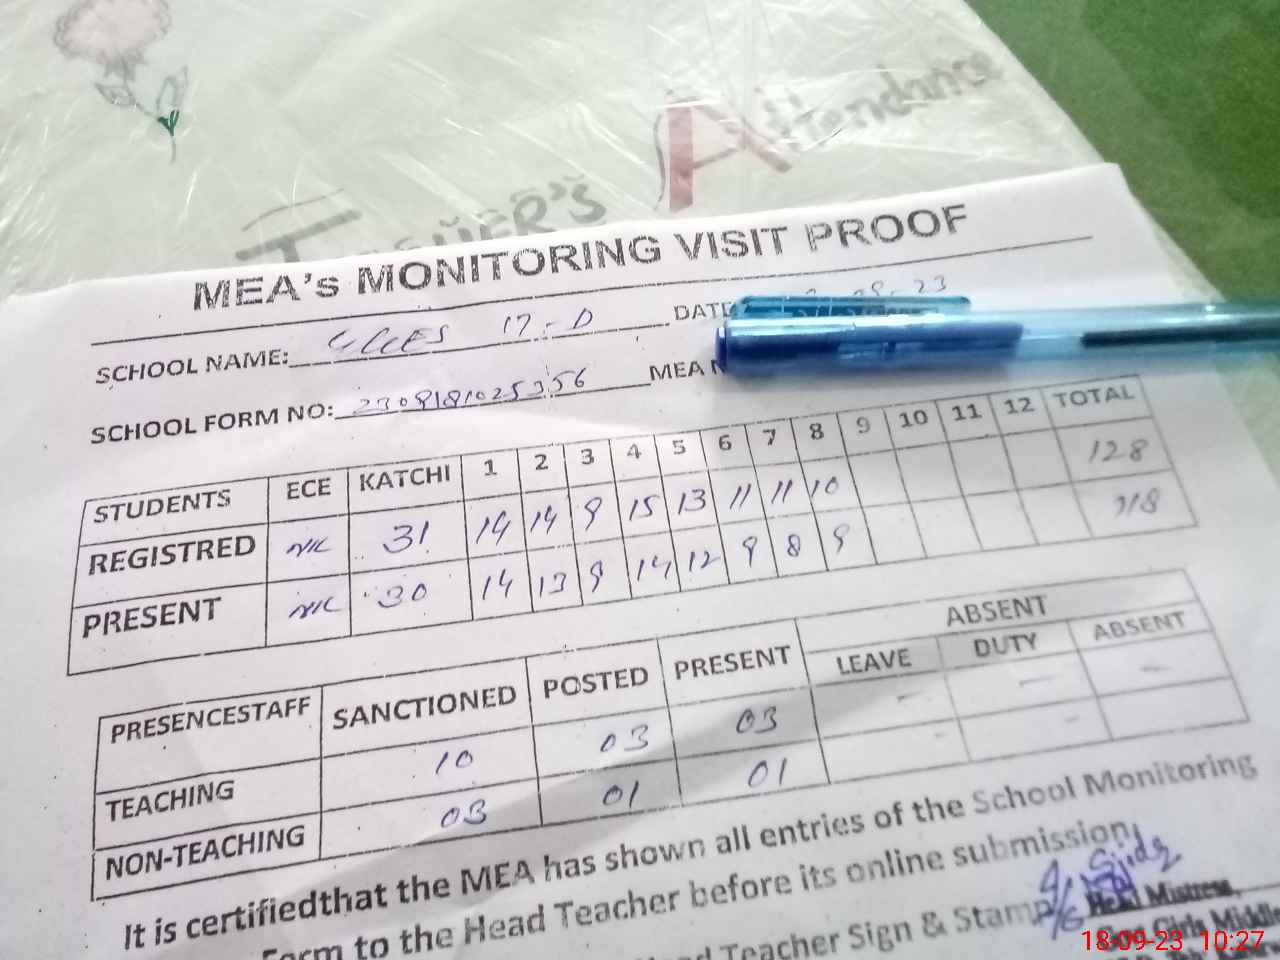 TEACHER'S Attendance
MEA's MONITORING VISIT PROOF
SCHOOL NAME: 17-D DATE
SCHOOL FORM NO: 2308181025356 MEA
STUDENTS ECE KATCHI 1 2 3 4 5 6 7 8 9 10 11 12 TOTAL
REGISTRED NIL 31 14 14 9 15 13 11 11 10 128
PRESENT NIL 30 14 13 9 14 12 9 8 9 118
PRESENCESTAFF SANCTIONED POSTED PRESENT ABSENT
LEAVE DUTY ABSENT
TEACHING 10 03 03 - - -
NON-TEACHING 03 01 01 - -
It is certifiedthat the MEA has shown all entries of the School Monitoring
Form to the Head Teacher before its online submission.
Head Teacher Sign & Stamp
Head Mistress,
Girls Middle
18-09-23 10:27